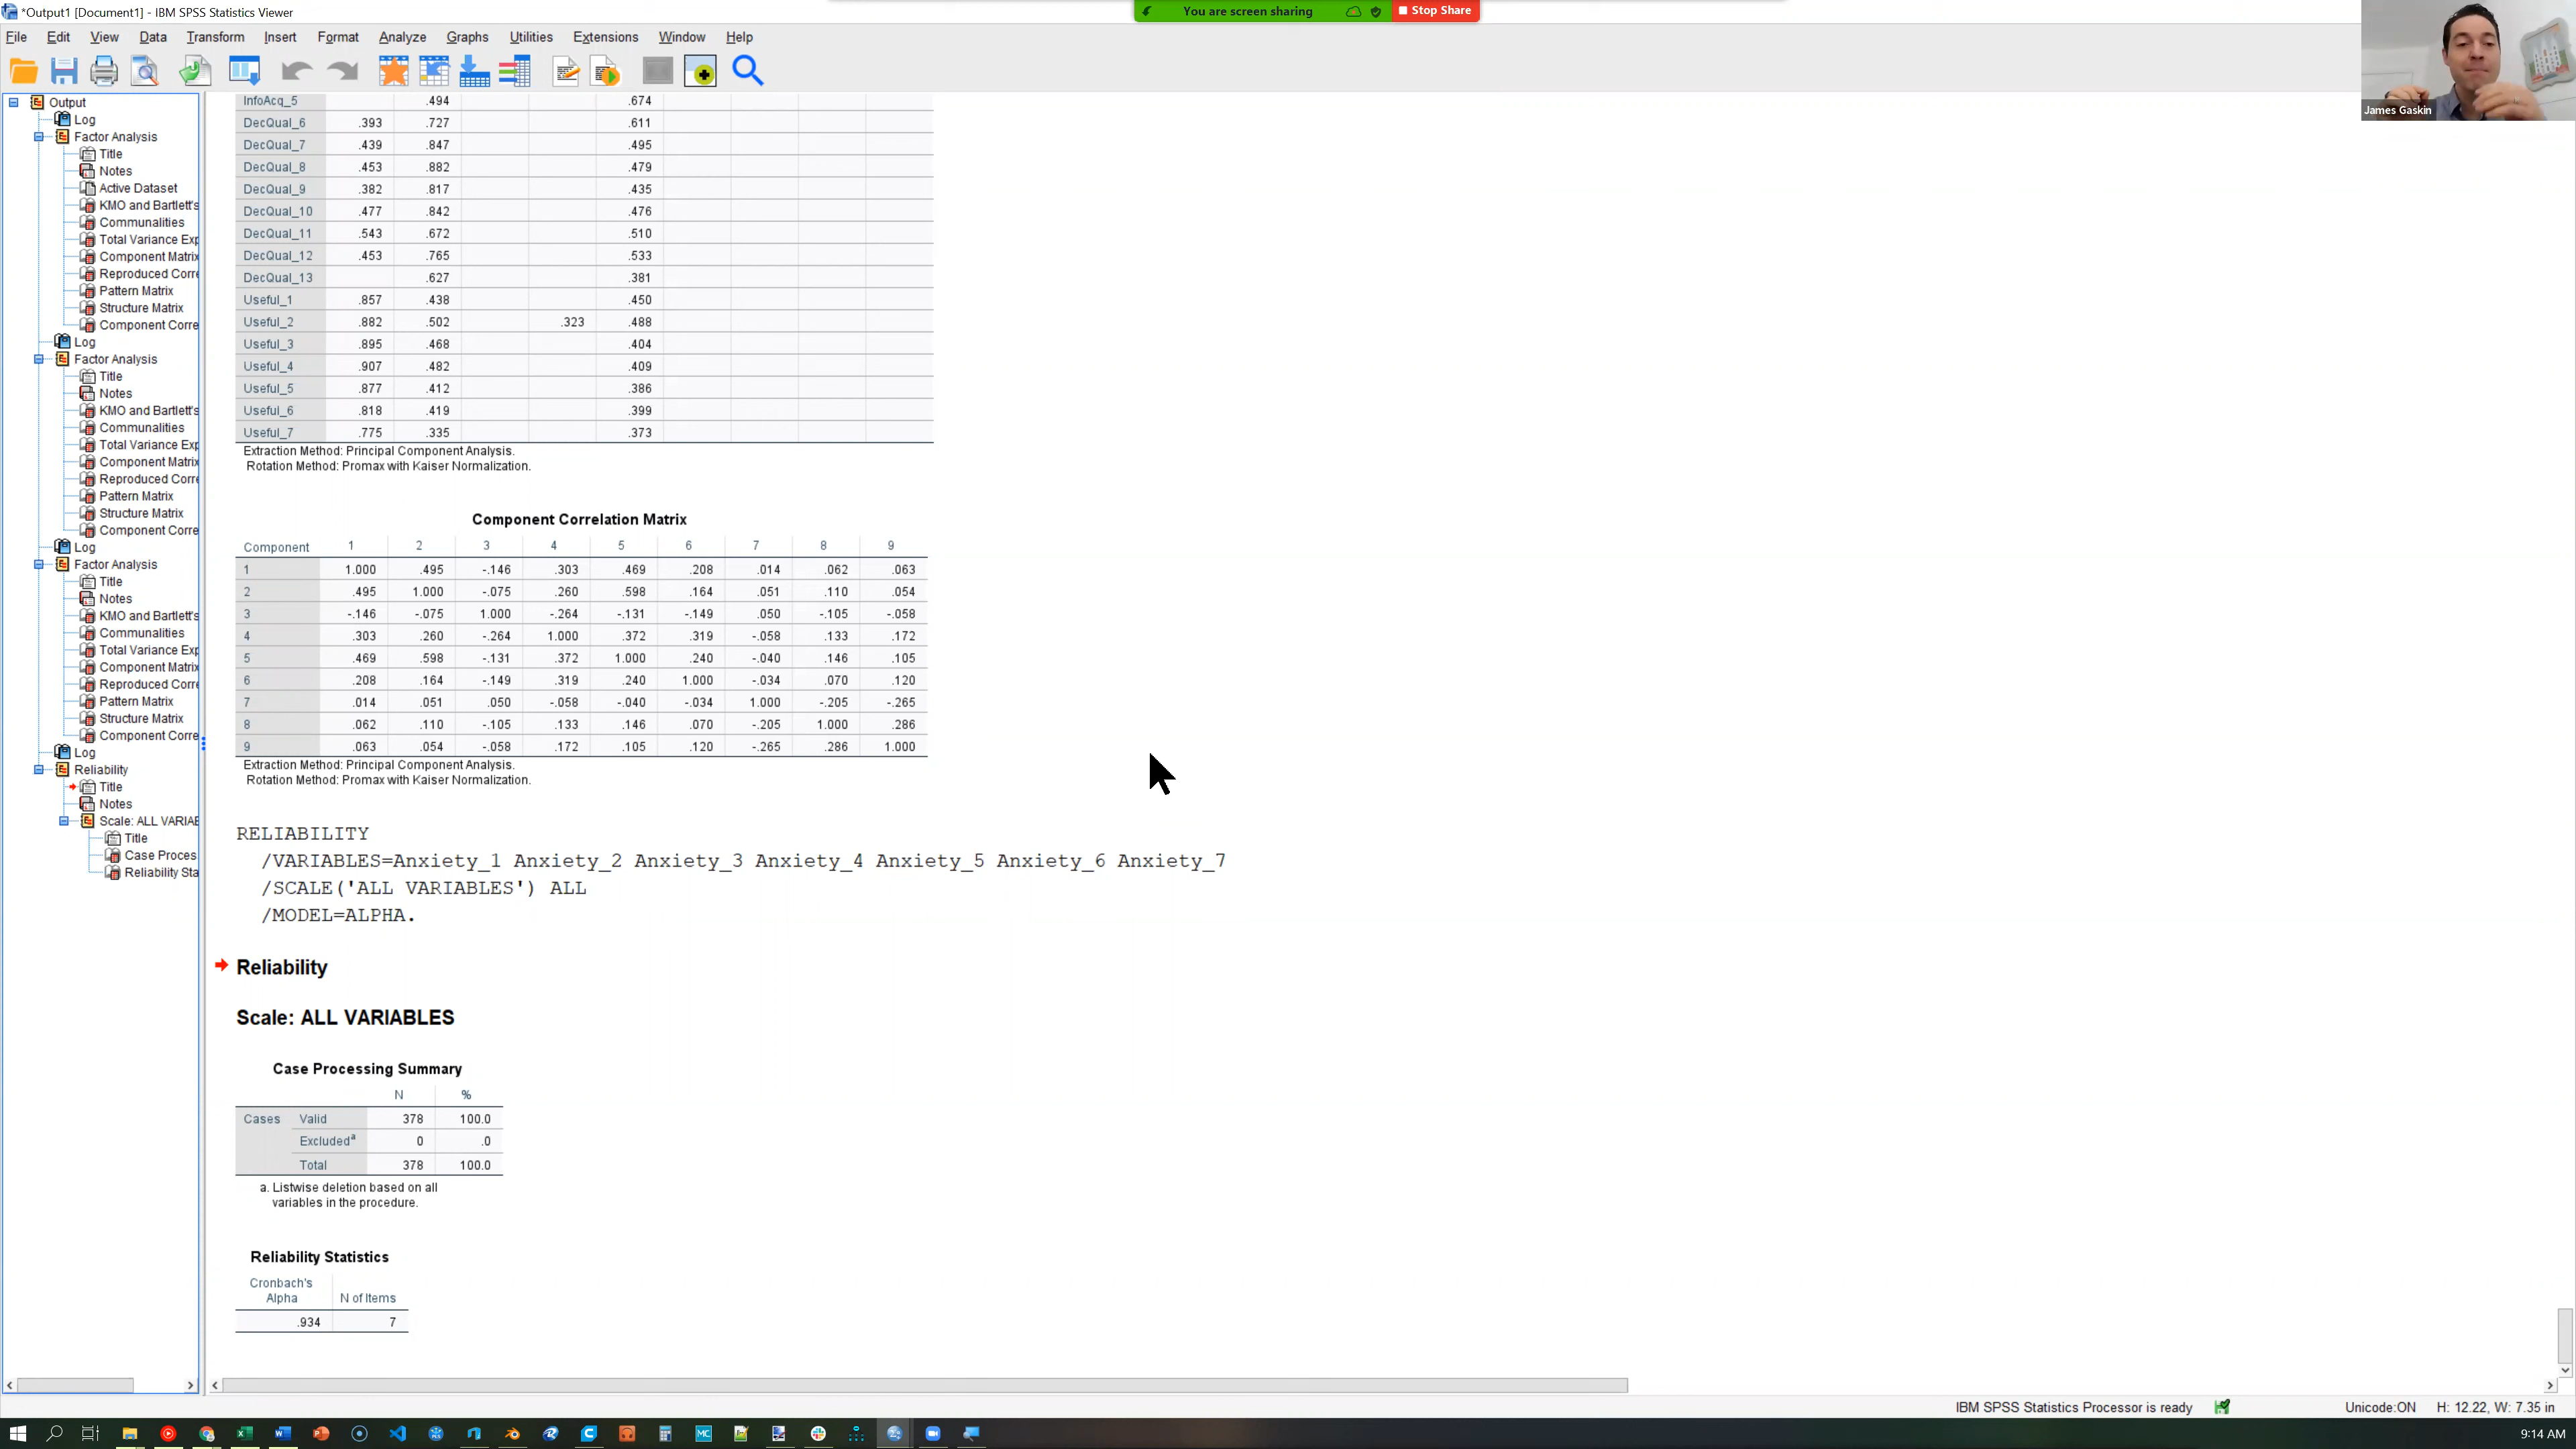 *Output1 [Document1] - IBM SPSS Statistics Viewer
You are screen sharing
Stop Share
File Edit View Data Transform Insert Format Analyze Graphs Utilities Extensions Window Help
James Gaskin
Output
Log
Factor Analysis
Title
Notes
Active Dataset
KMO and Bartlett's
Communalities
Total Variance Exp
Component Matrix
Reproduced Corre
Pattern Matrix
Structure Matrix
Component Corre
Log
Factor Analysis
Title
Notes
KMO and Bartlett's
Communalities
Total Variance Exp
Component Matrix
Reproduced Corre
Pattern Matrix
Structure Matrix
Component Corre
Log
Factor Analysis
Title
Notes
KMO and Bartlett's
Communalities
Total Variance Exp
Component Matrix
Reproduced Corre
Pattern Matrix
Structure Matrix
Component Corre
Log
Reliability
Title
Notes
Scale: ALL VARIAB
Title
Case Proces
Reliability Sta
InfoAcq_5 .494 .674
DecQual_6 .393 .727 .611
DecQual_7 .439 .847 .495
DecQual_8 .453 .882 .479
DecQual_9 .382 .817 .435
DecQual_10 .477 .842 .476
DecQual_11 .543 .672 .510
DecQual_12 .453 .765 .533
DecQual_13 .627 .381
Useful_1 .857 .438 .450
Useful_2 .882 .502 .323 .488
Useful_3 .895 .468 .404
Useful_4 .907 .482 .409
Useful_5 .877 .412 .386
Useful_6 .818 .419 .399
Useful_7 .775 .335 .373
Extraction Method: Principal Component Analysis.
Rotation Method: Promax with Kaiser Normalization.
Component Correlation Matrix
Component 1 2 3 4 5 6 7 8 9
1 1.000 .495 -.146 .303 .469 .208 .014 .062 .063
2 .495 1.000 -.075 .260 .598 .164 .051 .110 .054
3 -.146 -.075 1.000 -.264 -.131 -.149 .050 -.105 -.058
4 .303 .260 -.264 1.000 .372 .319 -.058 .133 .172
5 .469 .598 -.131 .372 1.000 .240 -.040 .146 .105
6 .208 .164 -.149 .319 .240 1.000 -.034 .070 .120
7 .014 .051 .050 -.058 -.040 -.034 1.000 -.205 -.265
8 .062 .110 -.105 .133 .146 .070 -.205 1.000 .286
9 .063 .054 -.058 .172 .105 .120 -.265 .286 1.000
Extraction Method: Principal Component Analysis.
Rotation Method: Promax with Kaiser Normalization.
RELIABILITY
/VARIABLES=Anxiety_1 Anxiety_2 Anxiety_3 Anxiety_4 Anxiety_5 Anxiety_6 Anxiety_7
/SCALE('ALL VARIABLES') ALL
/MODEL=ALPHA.
Reliability
Scale: ALL VARIABLES
Case Processing Summary
N %
Cases Valid 378 100.0
Excludedª 0 .0
Total 378 100.0
a. Listwise deletion based on all
variables in the procedure.
Reliability Statistics
Cronbach's
Alpha N of Items
.934 7
IBM SPSS Statistics Processor is ready Unicode:ON H: 12.22, W: 7.35 in
9:14 AM